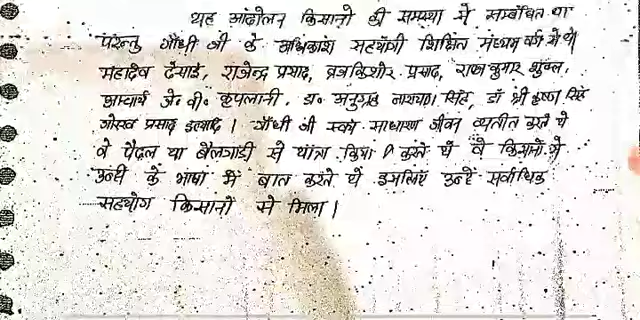 यह आंदोलन किसानो की समस्या से सम्बंधित था
परन्तु गाँधी जी के अधिकांश सहयोगी शिक्षित मध्यम वर्ग से थे।
महादेव देसाई, राजेन्द्र प्रसाद, व्रजकिशोर प्रसाद, राज कुमार शुक्ल,
आचार्य जे० वी० कृपलानी, डा० अनुग्रह नारायण सिंह, डॉ श्री कृष्ण सिंह
गोरख प्रसाद इत्यादि। गाँधी जी स्वयं साधारण जीवन व्यतीत करते थे
वे पैदल या बैलगाडी से यात्रा किया करते थे वे किसानों से
उन्ही के भाषा में बात करते थे इसलिए उन्हें सर्वाधिक
सहयोग किसानों से मिला।